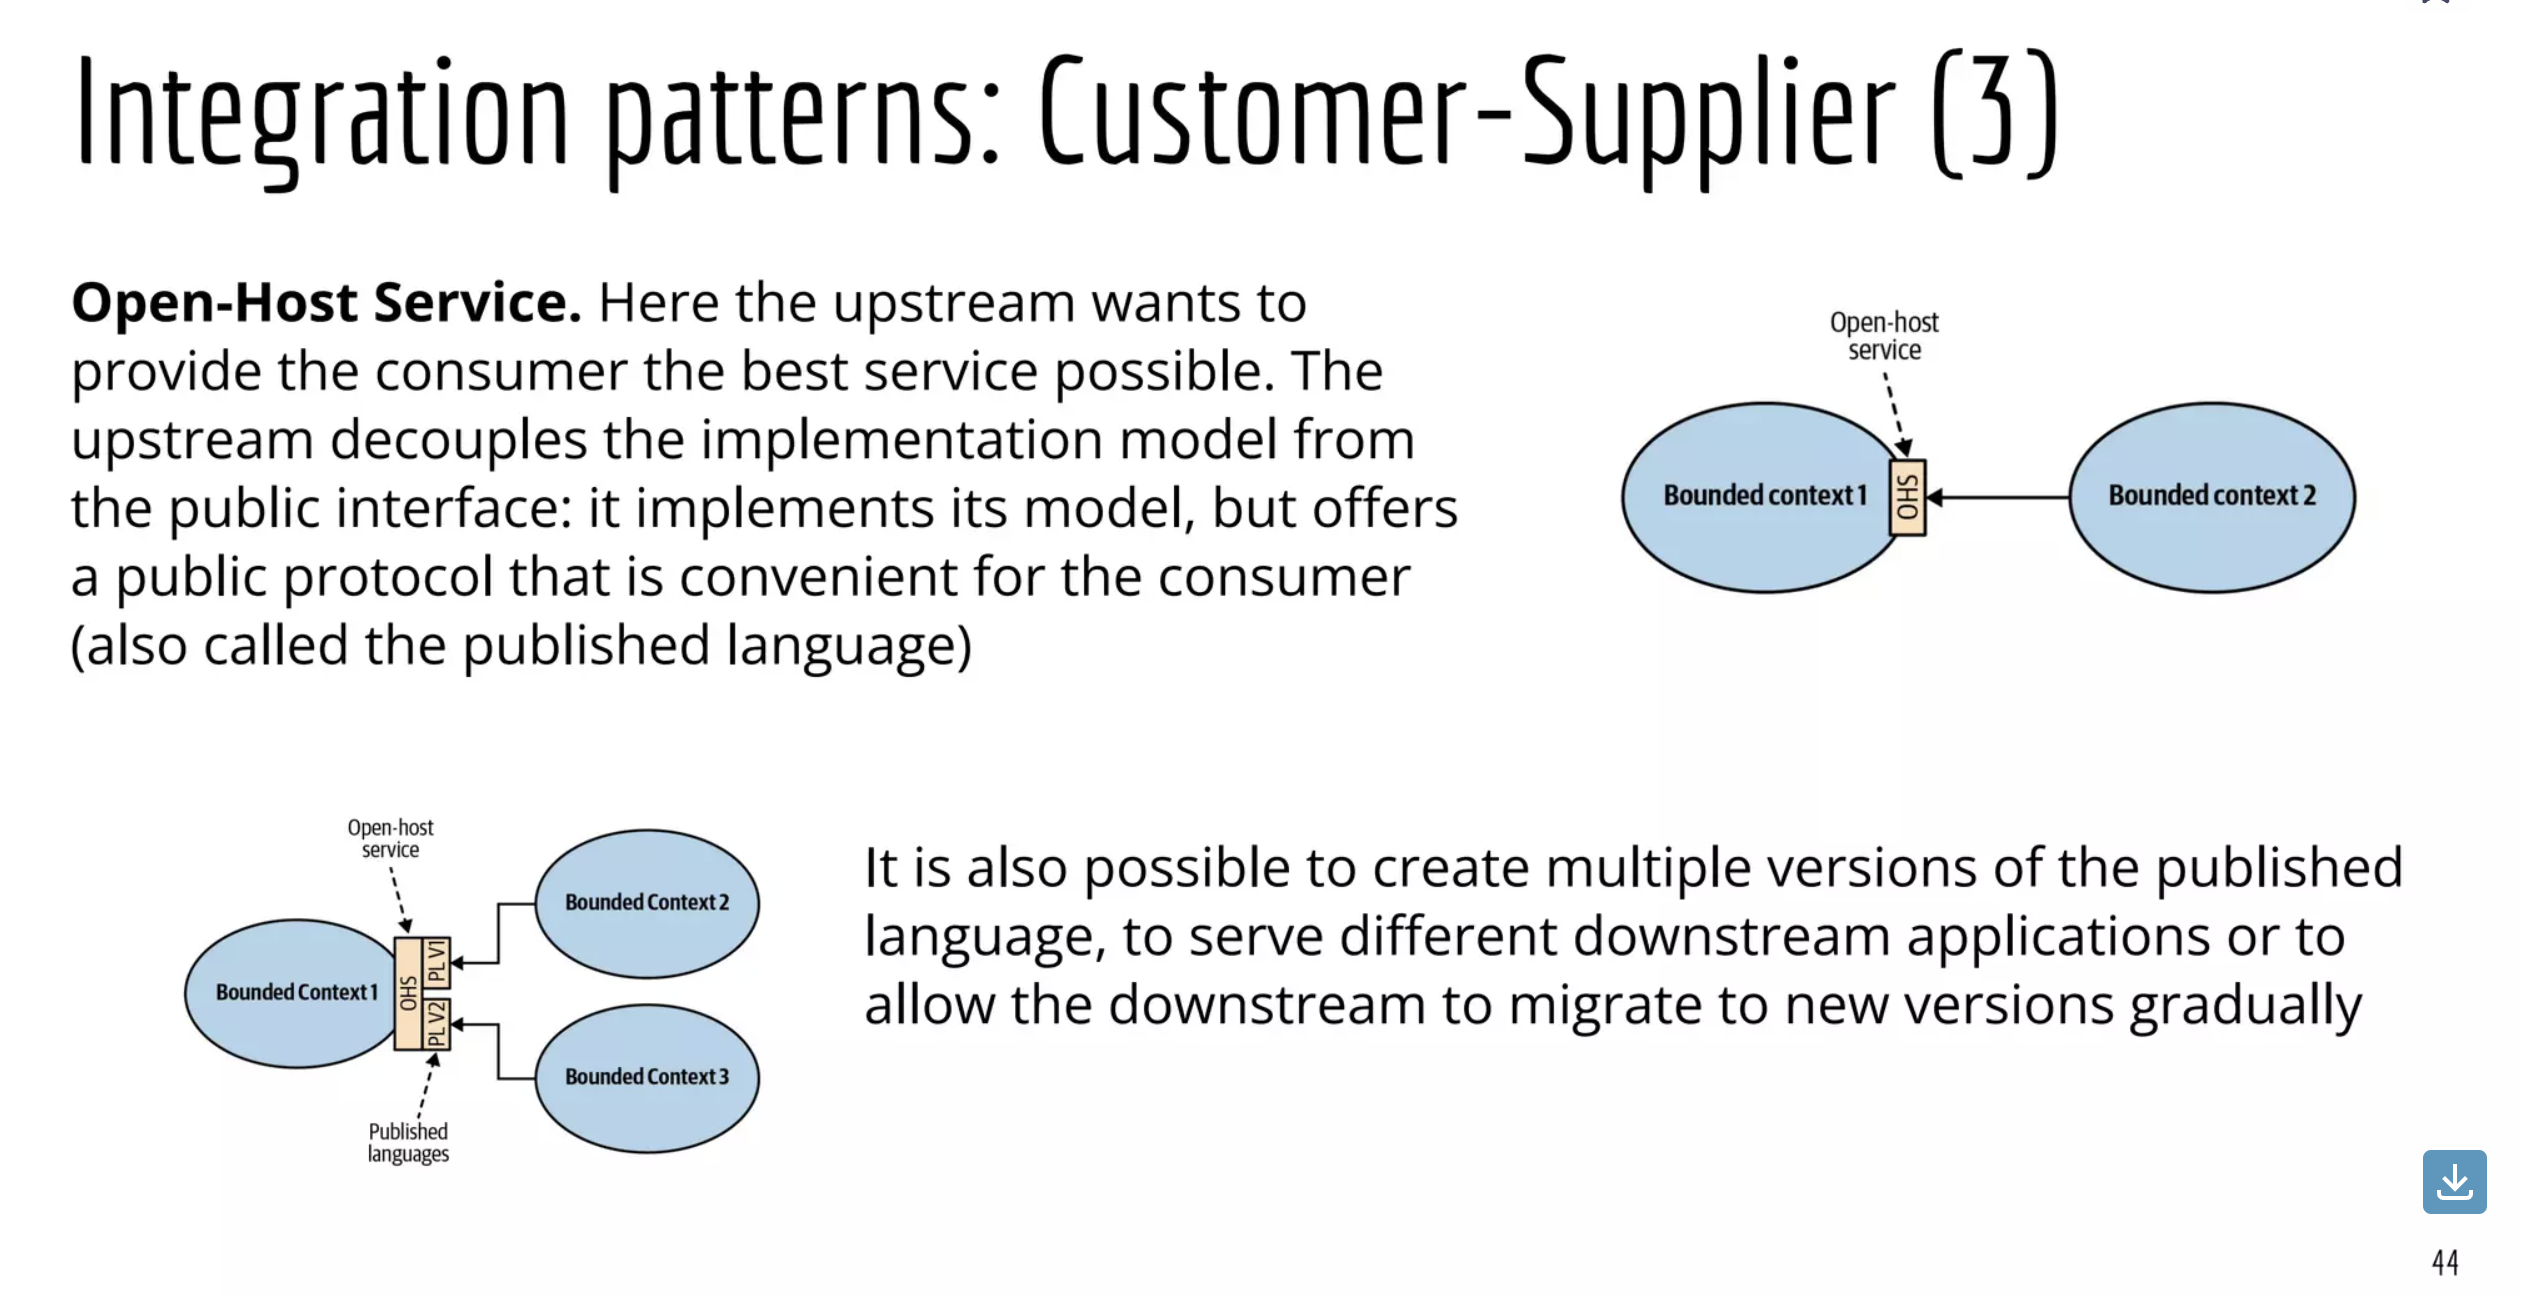 Integration patterns: Customer-Supplier (3)
Open-Host Service. Here the upstream wants to
provide the consumer the best service possible. The
upstream decouples the implementation model from
the public interface: it implements its model, but offers
a public protocol that is convenient for the consumer
(also called the published language)
Open-host
service
Bounded context 1
OHS
Bounded context 2
Open-host
service
Bounded Context 1
OHS
PL V1
PL V2
Bounded Context 2
Bounded Context 3
Published
languages
It is also possible to create multiple versions of the published
language, to serve different downstream applications or to
allow the downstream to migrate to new versions gradually
44